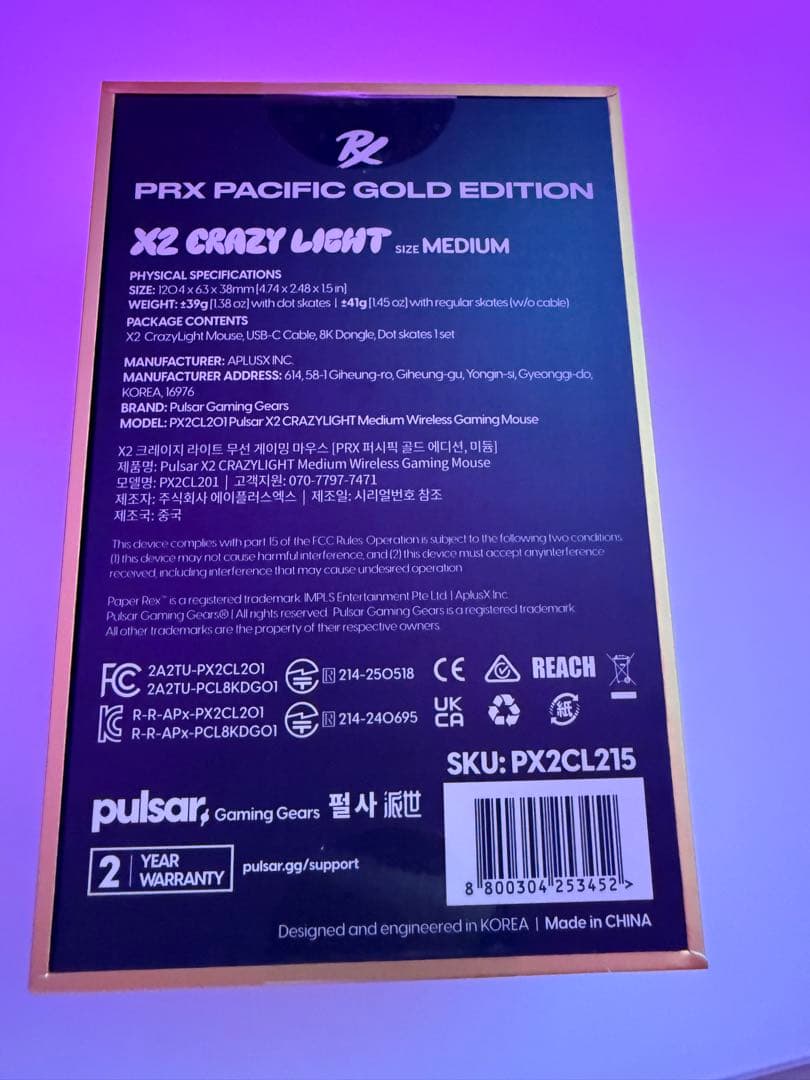 PRX
PRX PACIFIC GOLD EDITION
X2 CRAZY LIGHT SIZE MEDIUM
PHYSICAL SPECIFICATIONS
SIZE: 120.4 x 63 x 38mm [4.74 x 2.48 x 1.5 in]
WEIGHT: ±39g [1.38 oz] with dot skates | ±41g [1.45 oz] with regular skates (w/o cable)
PACKAGE CONTENTS
X2 CrazyLight Mouse, USB-C Cable, 8K Dongle, Dot skates 1 set
MANUFACTURER: APLUSX INC.
MANUFACTURER ADDRESS: 614, 58-1 Giheung-ro, Giheung-gu, Yongin-si, Gyeonggi-do,
KOREA, 16976
BRAND: Pulsar Gaming Gears
MODEL: PX2CL201 Pulsar X2 CRAZYLIGHT Medium Wireless Gaming Mouse
X2 크레이지 라이트 무선 게이밍 마우스 [PRX 퍼시픽 골드 에디션, 미듐]
제품명: Pulsar X2 CRAZYLIGHT Medium Wireless Gaming Mouse
모델명: PX2CL201 | 고객지원: 070-7797-7471
제조자: 주식회사 에이플러스엑스 | 제조일: 시리얼번호 참조
제조국: 중국
This device complies with part 15 of the FCC Rules. Operation is subject to the following two conditions.
(1) this device may not cause harmful interference, and (2) this device must accept anyinterference
received, including interference that may cause undesired operation
Paper Rex™ is a registered trademark. IMPLS Entertainment Pte Ltd. | AplusX Inc.
Pulsar Gaming Gears® | All rights reserved. Pulsar Gaming Gears is a registered trademark.
All other trademarks are the property of their respective owners.
FC 2A2TU-PX2CL201
2A2TU-PCL8KDG01
R 214-250518
CE
REACH
R-R-APx-PX2CL201
R-R-APx-PCL8KDG01
R 214-240695
UK
CA
紙
SKU: PX2CL215
pulsar, Gaming Gears 펄사 派世
8 800304 253452 >
2 YEAR
WARRANTY
pulsar.gg/support
Designed and engineered in KOREA | Made in CHINA